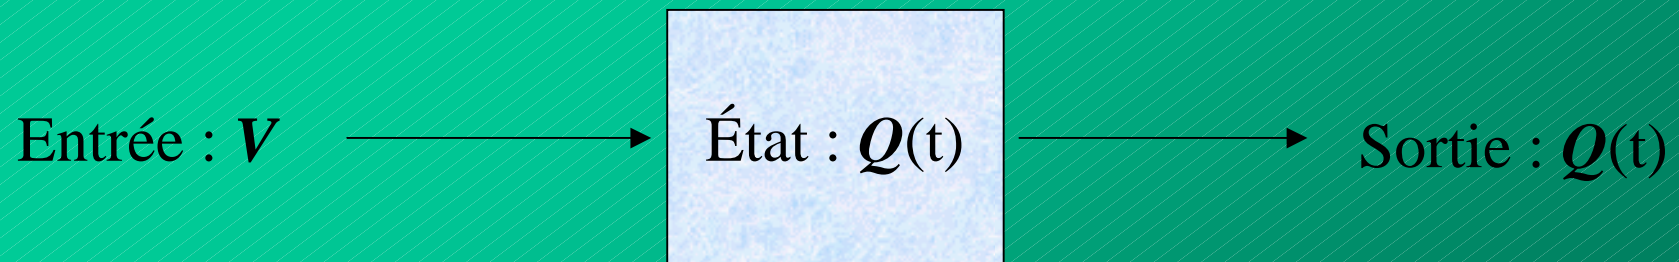 Entrée : V
État : Q(t)
Sortie : Q(t)